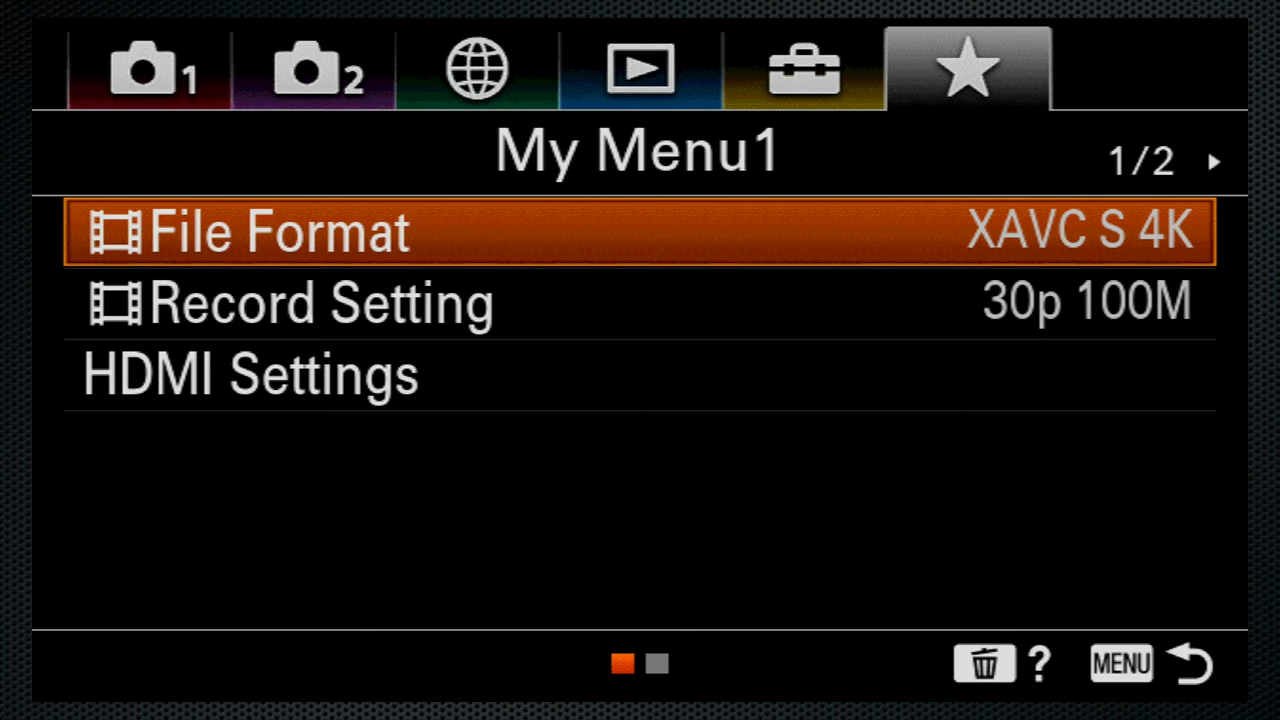 1 2
My Menu1 1/2
File Format XAVC S 4K
Record Setting 30p 100M
HDMI Settings
? MENU